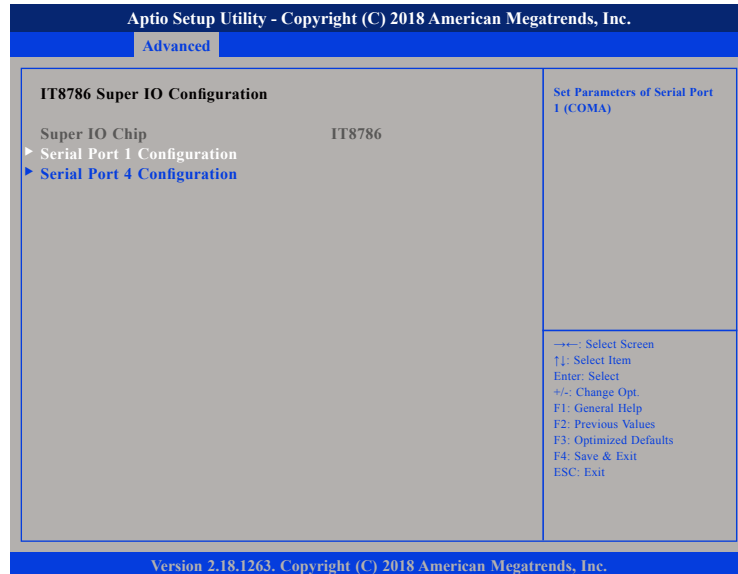 Aptio Setup Utility - Copyright (C) 2018 American Megatrends, Inc.
Advanced
IT8786 Super IO Configuration
Super IO Chip IT8786
▶ Serial Port 1 Configuration
▶ Serial Port 4 Configuration
Set Parameters of Serial Port
1 (COMA)
→←: Select Screen
↑↓: Select Item
Enter: Select
+/-: Change Opt.
F1: General Help
F2: Previous Values
F3: Optimized Defaults
F4: Save & Exit
ESC: Exit
Version 2.18.1263. Copyright (C) 2018 American Megatrends, Inc.